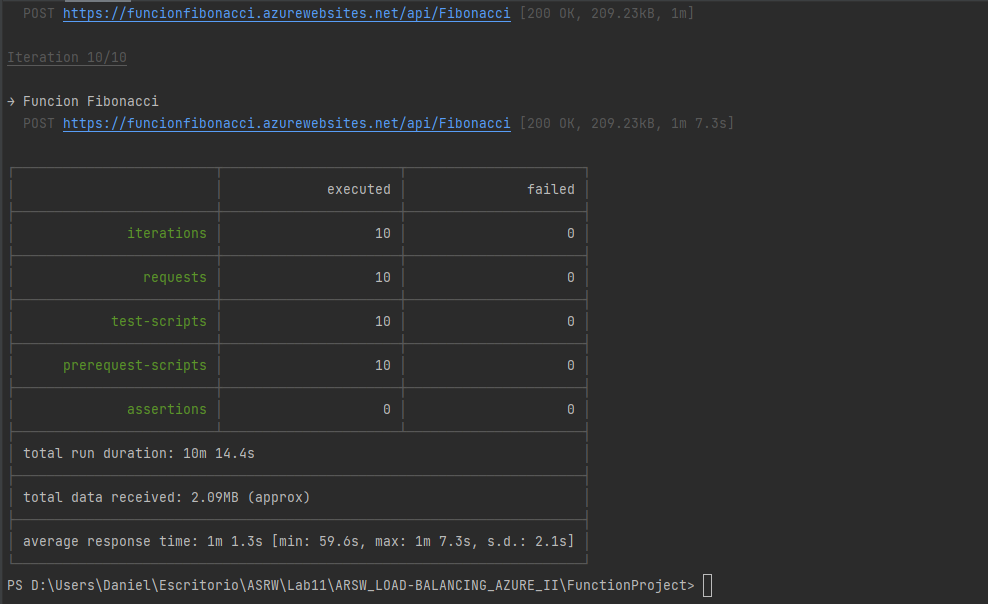 POST https://funcionfibonacci.azurewebsites.net/api/Fibonacci [200 OK, 209.23kB, 1m]
Iteration 10/10
→ Funcion Fibonacci
POST https://funcionfibonacci.azurewebsites.net/api/Fibonacci [200 OK, 209.23kB, 1m 7.3s]
executed failed
iterations 10 0
requests 10 0
test-scripts 10 0
prerequest-scripts 10 0
assertions 0 0
total run duration: 10m 14.4s
total data received: 2.09MB (approx)
average response time: 1m 1.3s [min: 59.6s, max: 1m 7.3s, s.d.: 2.1s]
PS D:\Users\Daniel\Escritorio\ASRW\Lab11\ARSW_LOAD-BALANCING_AZURE_II\FunctionProject>